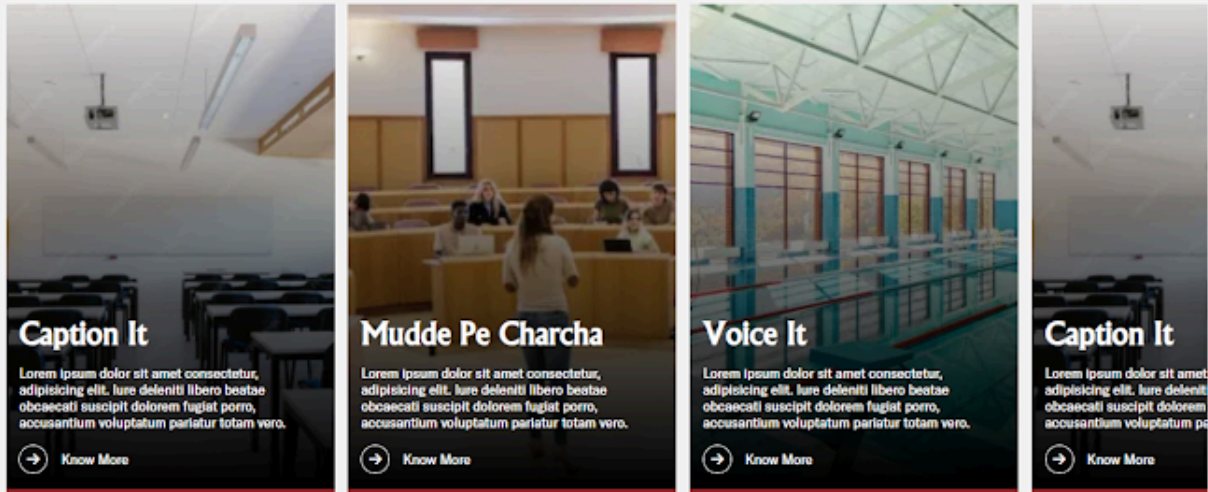 Caption It
Lorem ipsum dolor sit amet consectetur,
adipisicing elit. Iure deleniti libero beatae
obcaecati suscipit dolorem fugiat porro,
accusantium voluptatum pariatur totam vero.
Know More
Mudde Pe Charcha
Lorem ipsum dolor sit amet consectetur,
adipisicing elit. Iure deleniti libero beatae
obcaecati suscipit dolorem fugiat porro,
accusantium voluptatum pariatur totam vero.
Know More
Voice It
Lorem ipsum dolor sit amet consectetur,
adipisicing elit. Iure deleniti libero beatae
obcaecati suscipit dolorem fugiat porro,
accusantium voluptatum pariatur totam vero.
Know More
Caption It
Lorem ipsum dolor sit amet
adipisicing elit. Iure deleniti
obcaecati suscipit dolorem
accusantium voluptatum pa
Know More